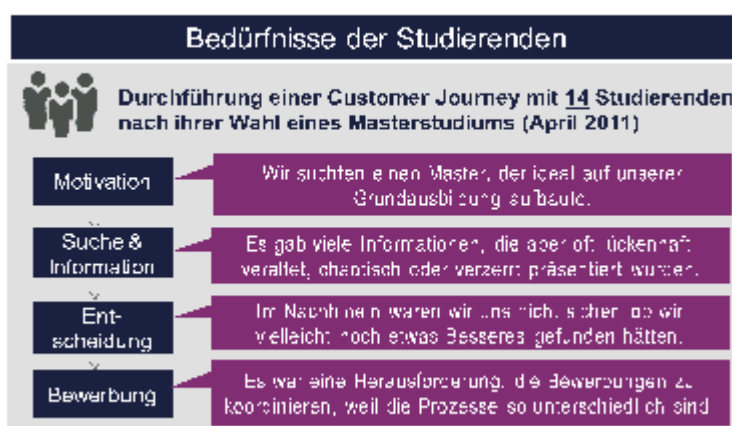 Bedürfnisse der Studierenden
Durchführung einer Customer Journey mit 14 Studierenden
nach ihrer Wahl eines Masterstudiums (April 2011)
Motivation
Wir suchten einen Master, der ideal auf unserer
Grundausbildung aufbaute.
Suche &
Information
Es gab viele Informationen, die aber oft lückenhaft
veraltet, chaotisch oder verzerrt präsentiert wurden.
Ent-
scheidung
Im Nachhinein waren wir uns nicht sicher, ob wir
vielleicht noch etwas Besseres gefunden hätten.
Bewerbung
Es war eine Herausforderung, die Bewerbungen zu
koordinieren, weil die Prozesse so unterschiedlich sind